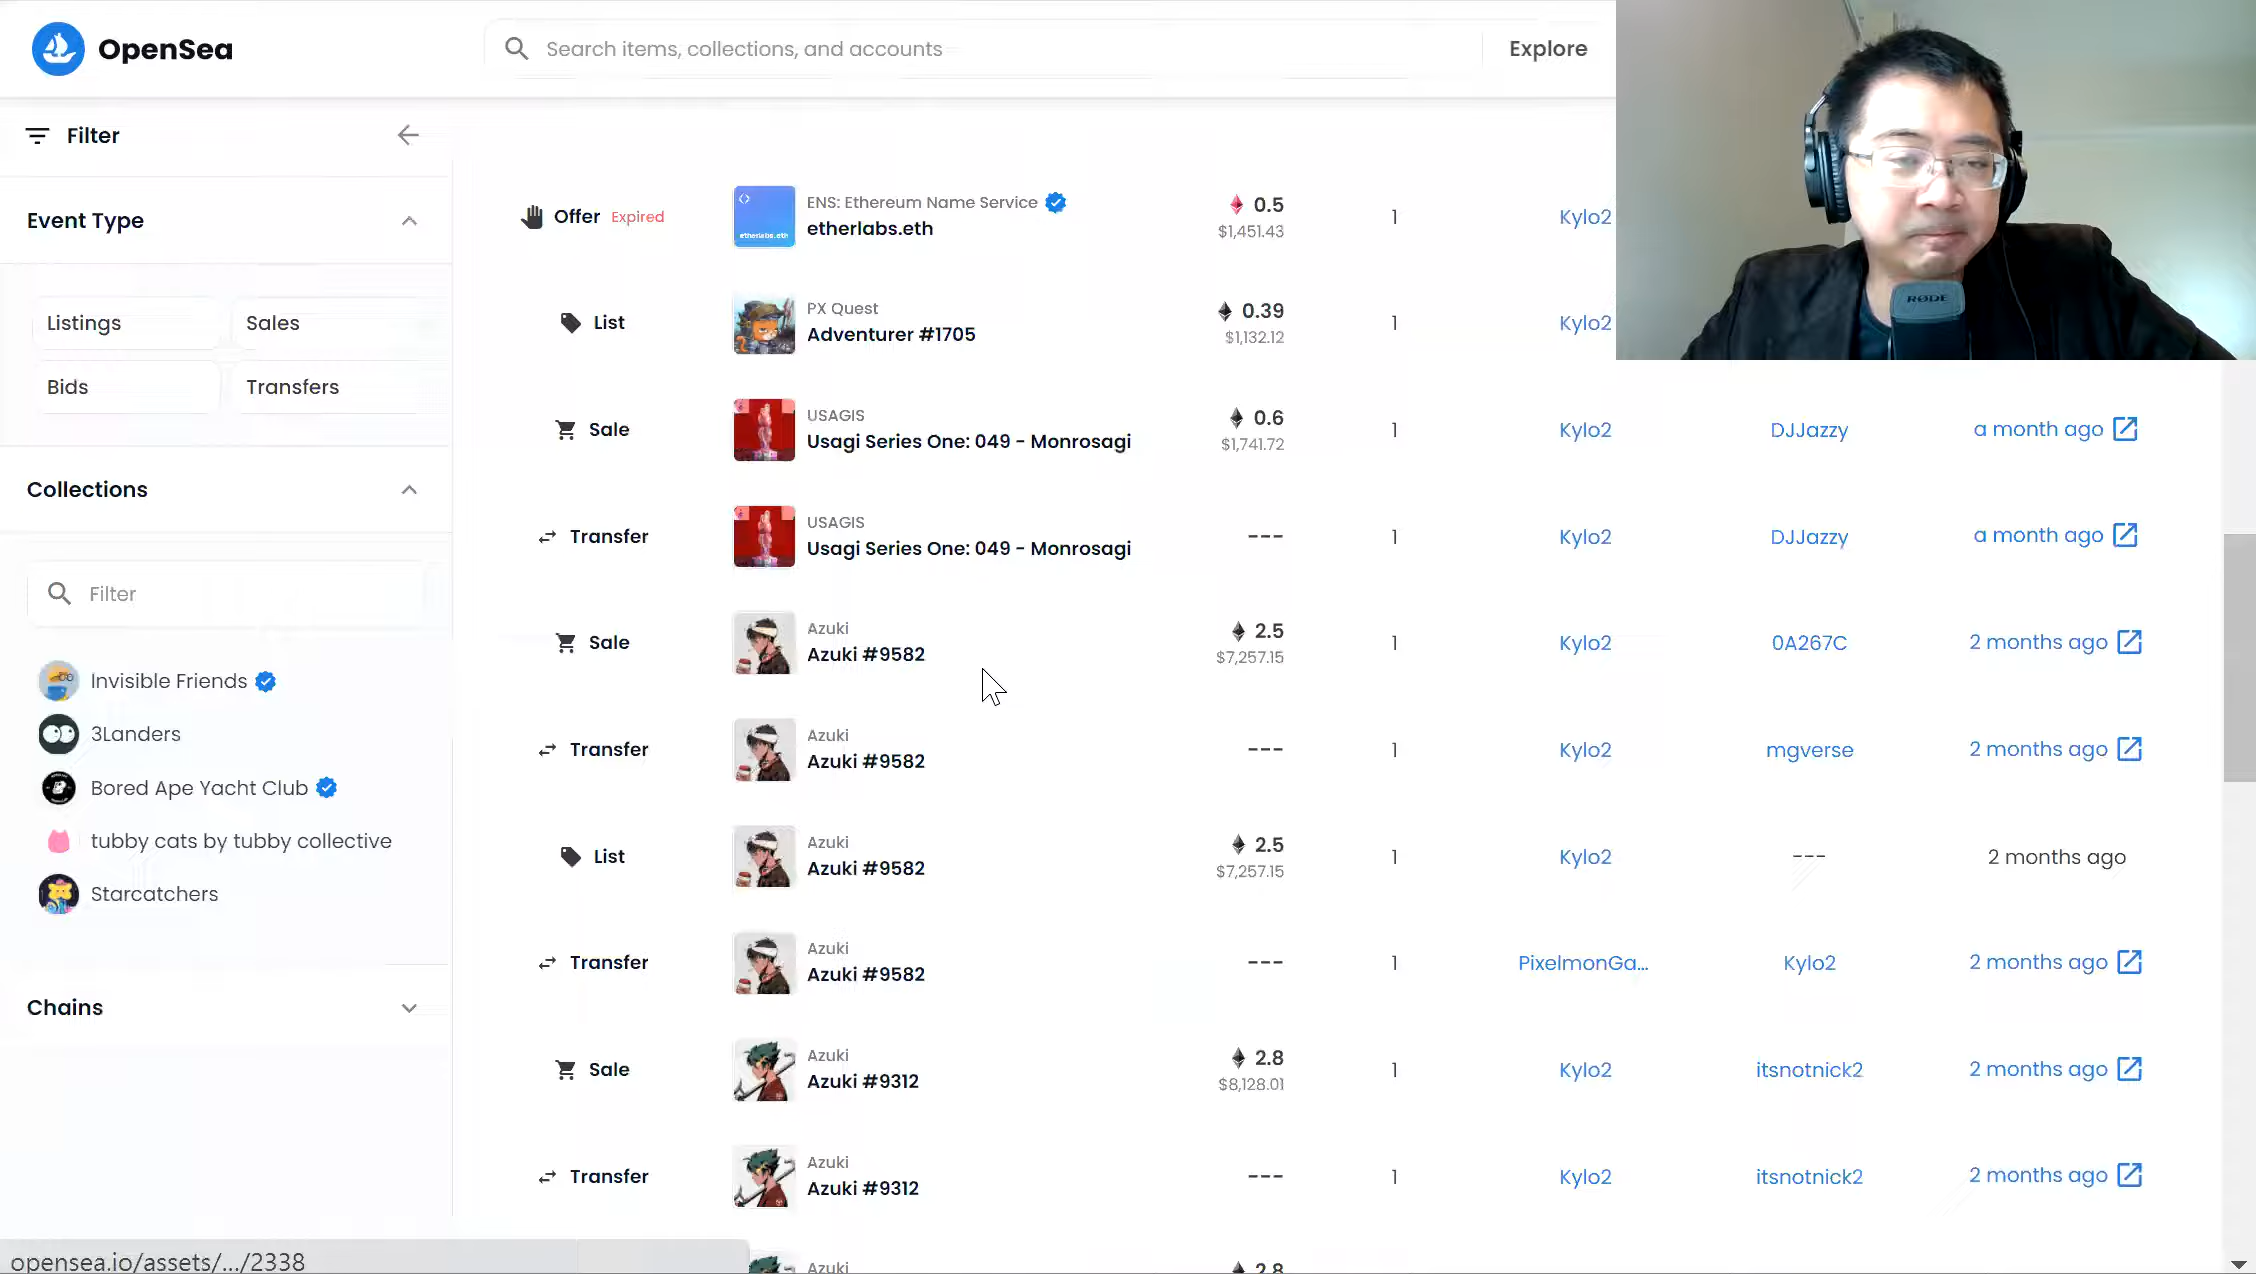 OpenSea
Search items, collections, and accounts
Explore
Filter
Event Type
Listings
Sales
Bids
Transfers
Collections
Filter
Invisible Friends
3Landers
Bored Ape Yacht Club
tubby cats by tubby collective
Starcatchers
Chains
Offer Expired ENS: Ethereum Name Service 0.5 1 Kylo2
etherlabs.eth $1,451.43
List PX Quest 0.39 1 Kylo2
Adventurer #1705 $1,132.12
Sale USAGIS 0.6 1 Kylo2 DJJazzy a month ago
Usagi Series One: 049 - Monrosagi $1,741.72
Transfer USAGIS --- 1 Kylo2 DJJazzy a month ago
Usagi Series One: 049 - Monrosagi
Sale Azuki 2.5 1 Kylo2 0A267C 2 months ago
Azuki #9582 $7,257.15
Transfer Azuki --- 1 Kylo2 mgverse 2 months ago
Azuki #9582
List Azuki 2.5 1 Kylo2 --- 2 months ago
Azuki #9582 $7,257.15
Transfer Azuki --- 1 PixelmonGa... Kylo2 2 months ago
Azuki #9582
Sale Azuki 2.8 1 Kylo2 itsnotnick2 2 months ago
Azuki #9312 $8,128.01
Transfer Azuki --- 1 Kylo2 itsnotnick2 2 months ago
Azuki #9312
Azuki 2.8
opensea.io/assets/.../2338
etherlabs.eth
RØDE